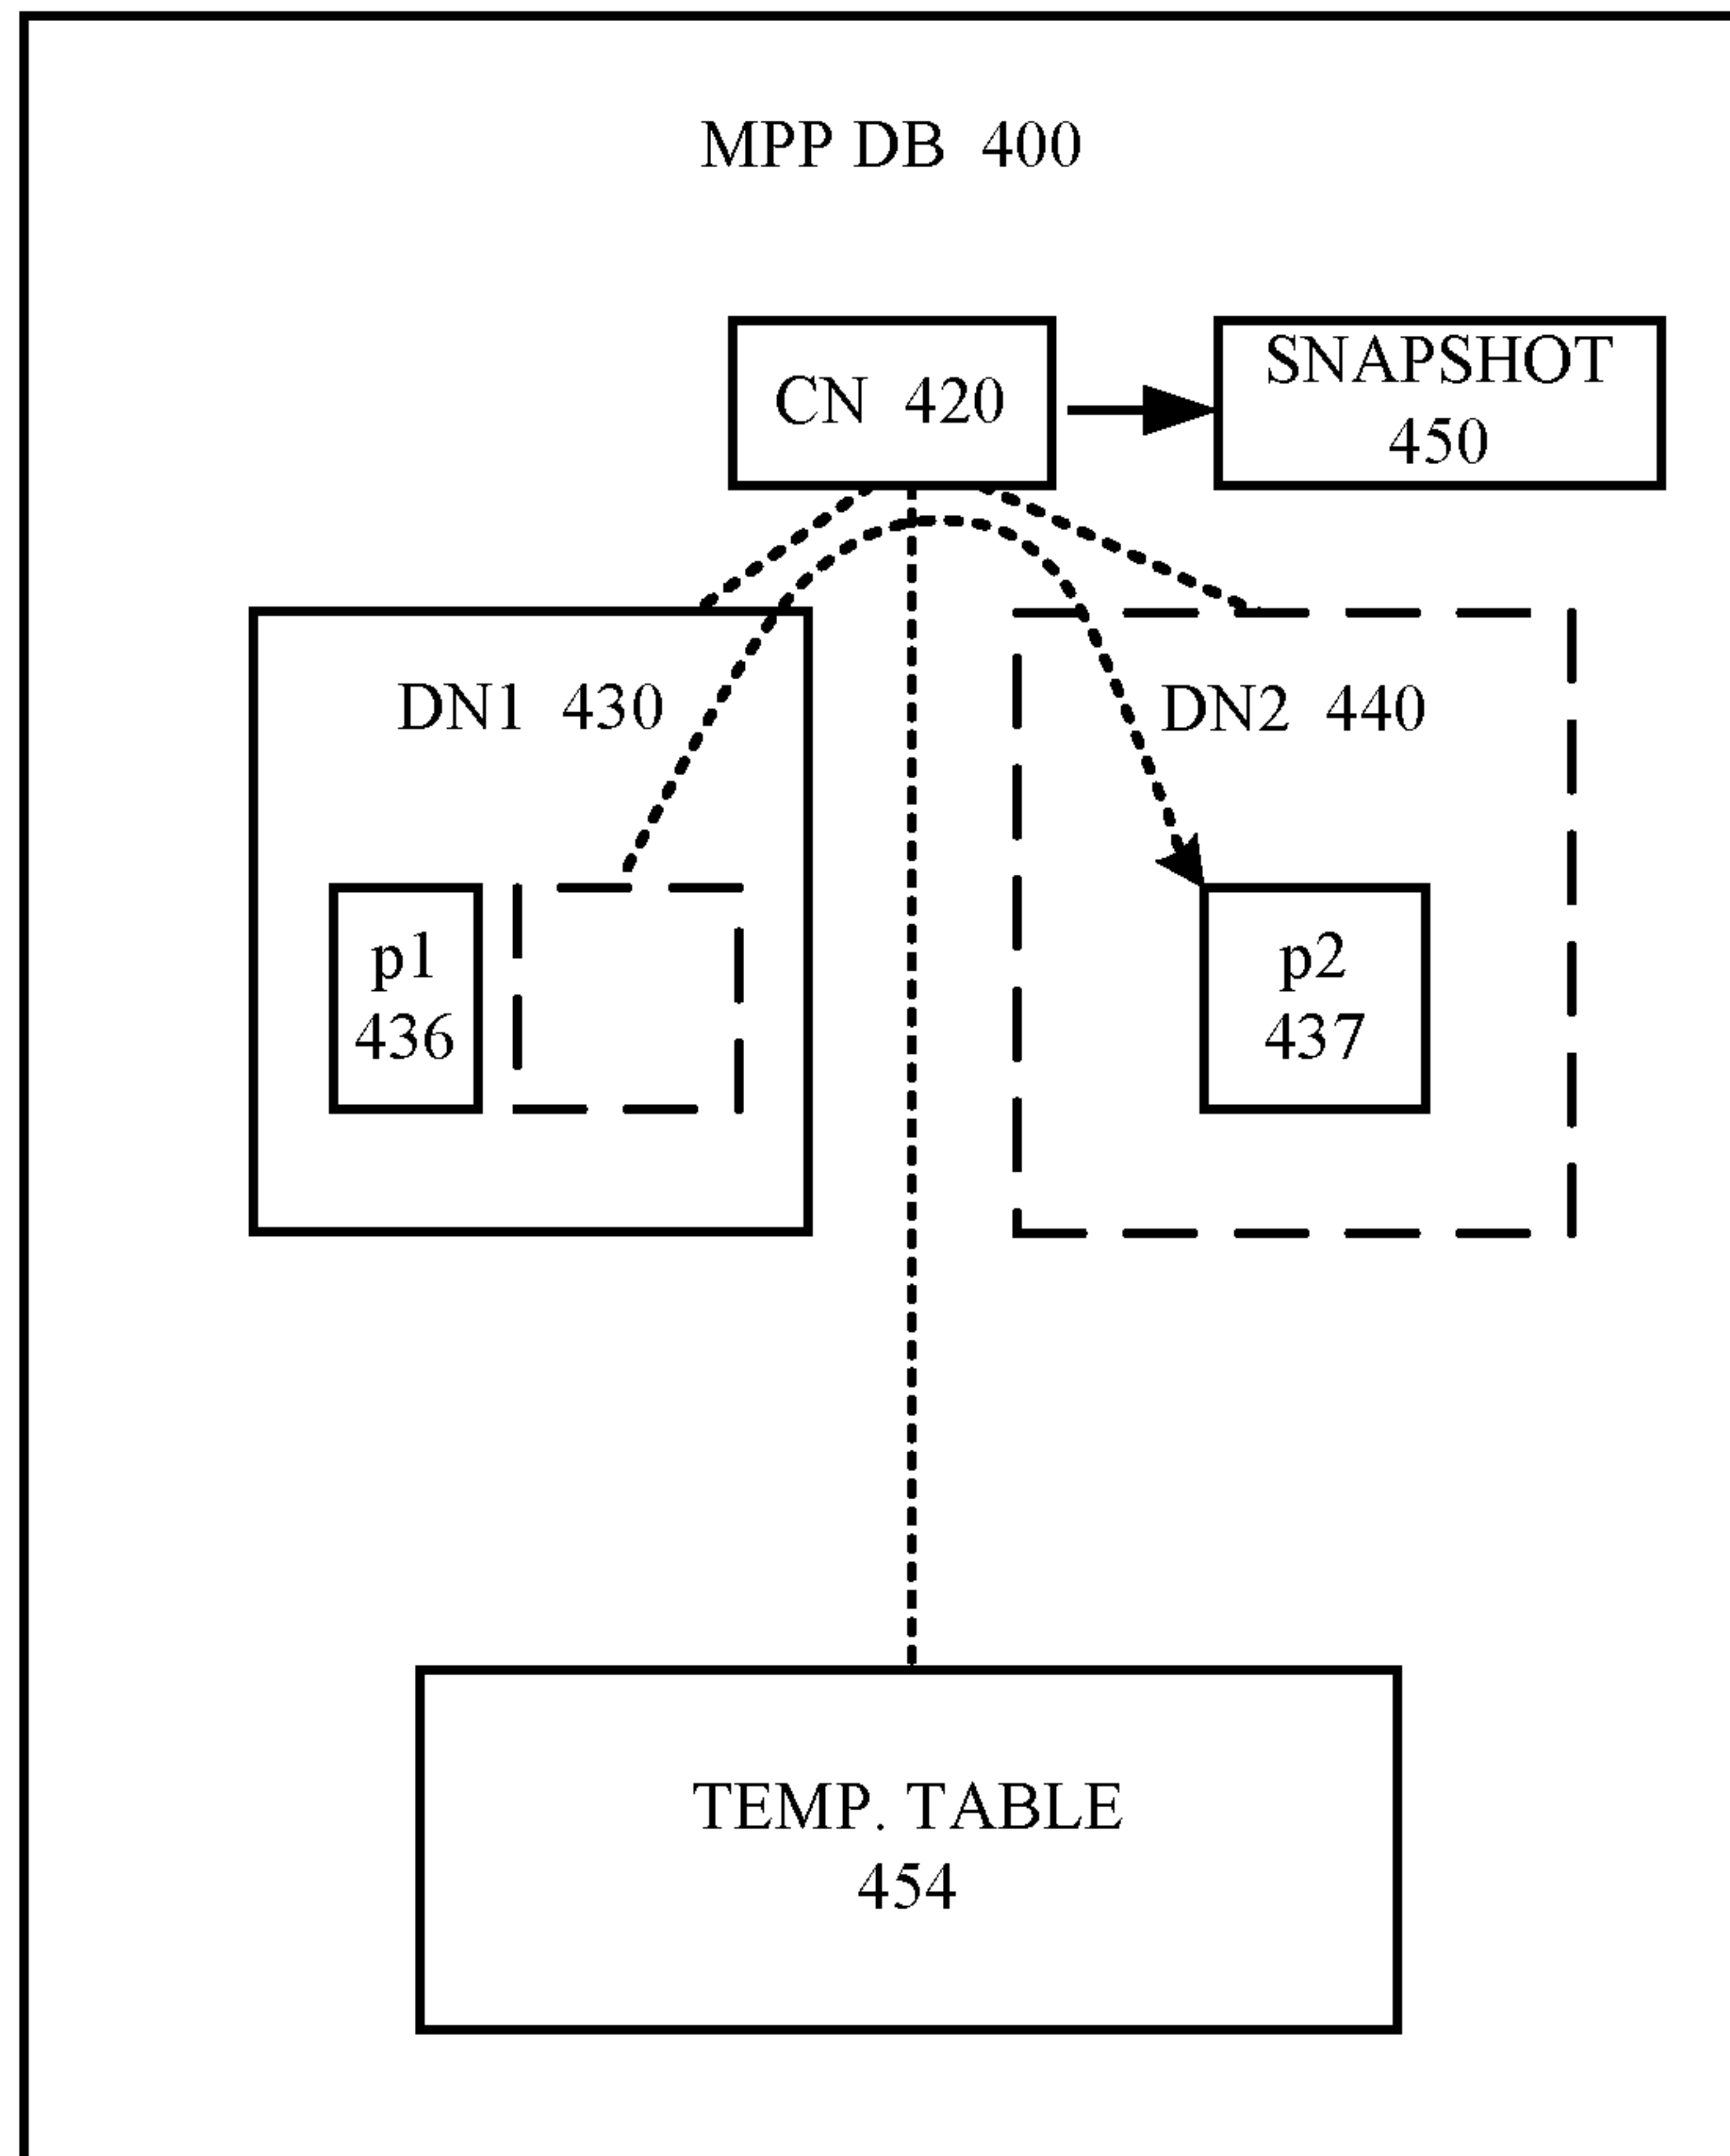 MPP DB 400
CN 420
SNAPSHOT
450
DN1 430
DN2 440
p1
436
p2
437
TEMP. TABLE
454